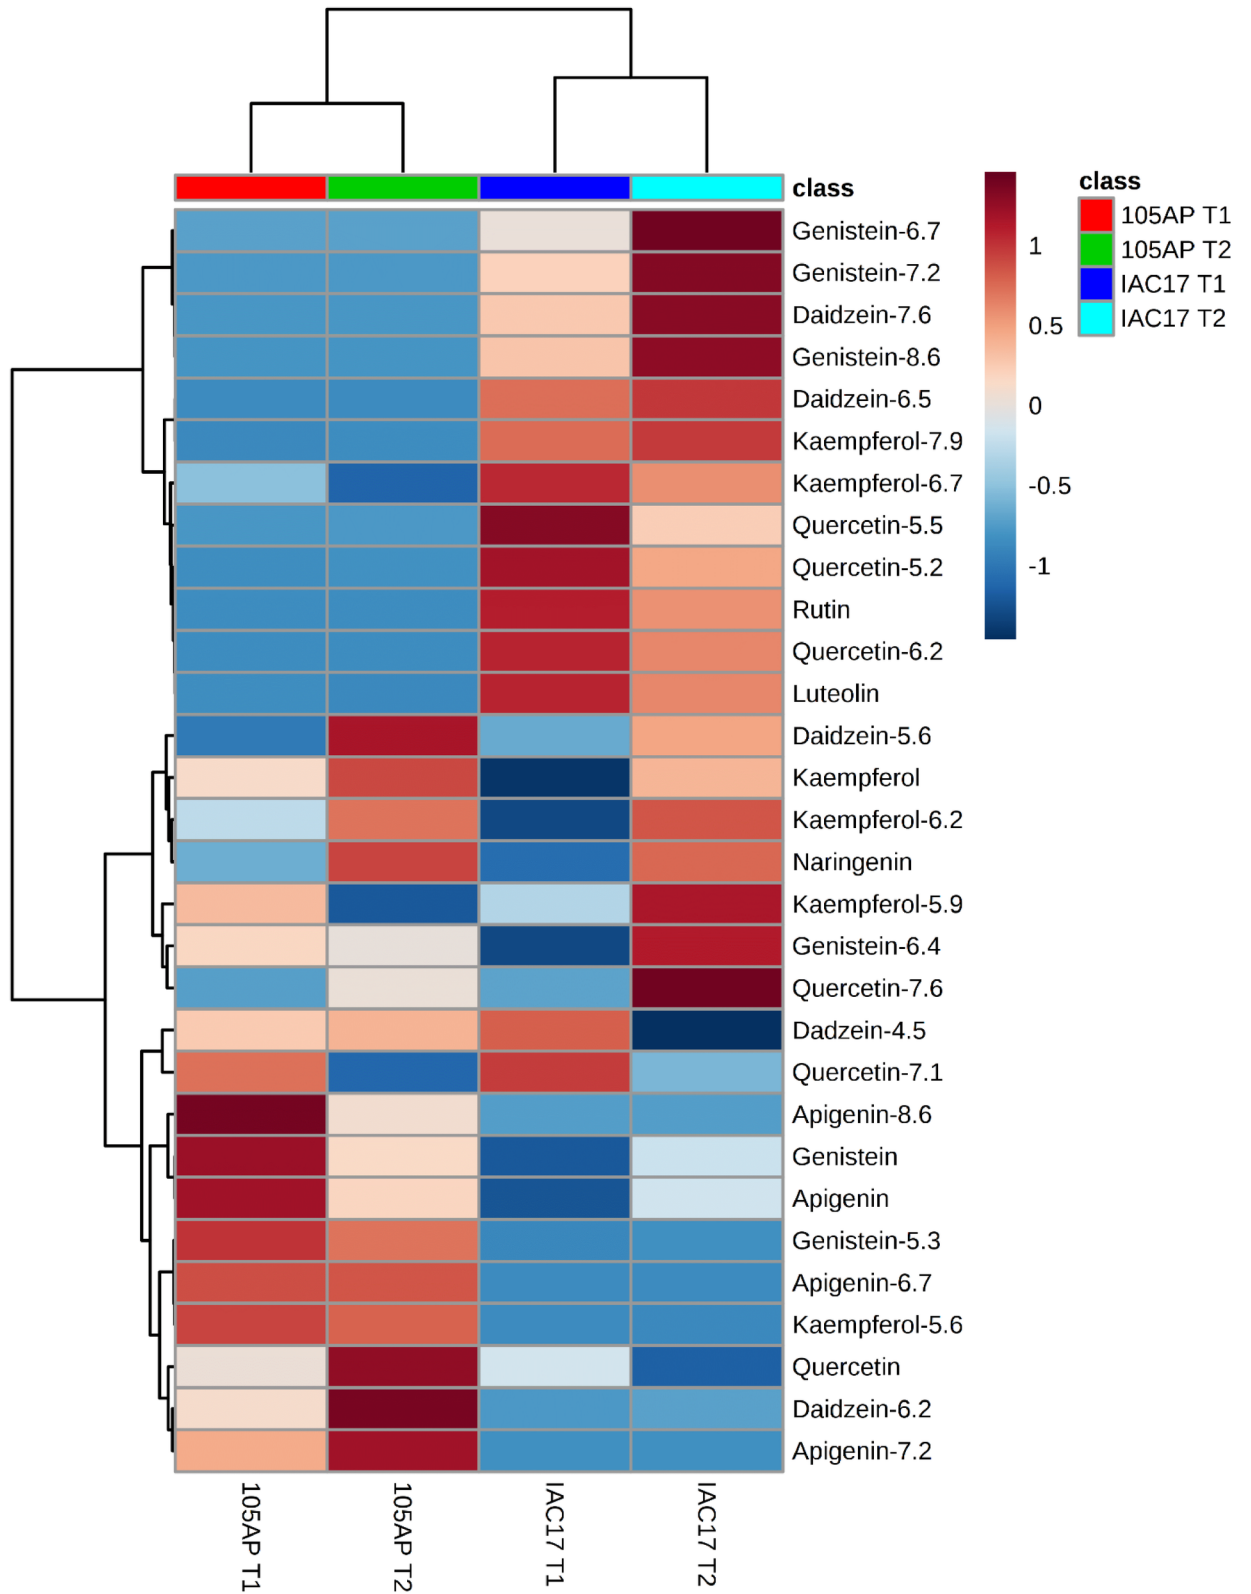 class
Genistein-6.7
Genistein-7.2
Daidzein-7.6
Genistein-8.6
Daidzein-6.5
Kaempferol-7.9
Kaempferol-6.7
Quercetin-5.5
Quercetin-5.2
Rutin
Quercetin-6.2
Luteolin
Daidzein-5.6
Kaempferol
Kaempferol-6.2
Naringenin
Kaempferol-5.9
Genistein-6.4
Quercetin-7.6
Dadzein-4.5
Quercetin-7.1
Apigenin-8.6
Genistein
Apigenin
Genistein-5.3
Apigenin-6.7
Kaempferol-5.6
Quercetin
Daidzein-6.2
Apigenin-7.2
105AP T1
105AP T2
IAC17 T1
IAC17 T2
1
0.5
0
-0.5
-1
class
105AP T1
105AP T2
IAC17 T1
IAC17 T2